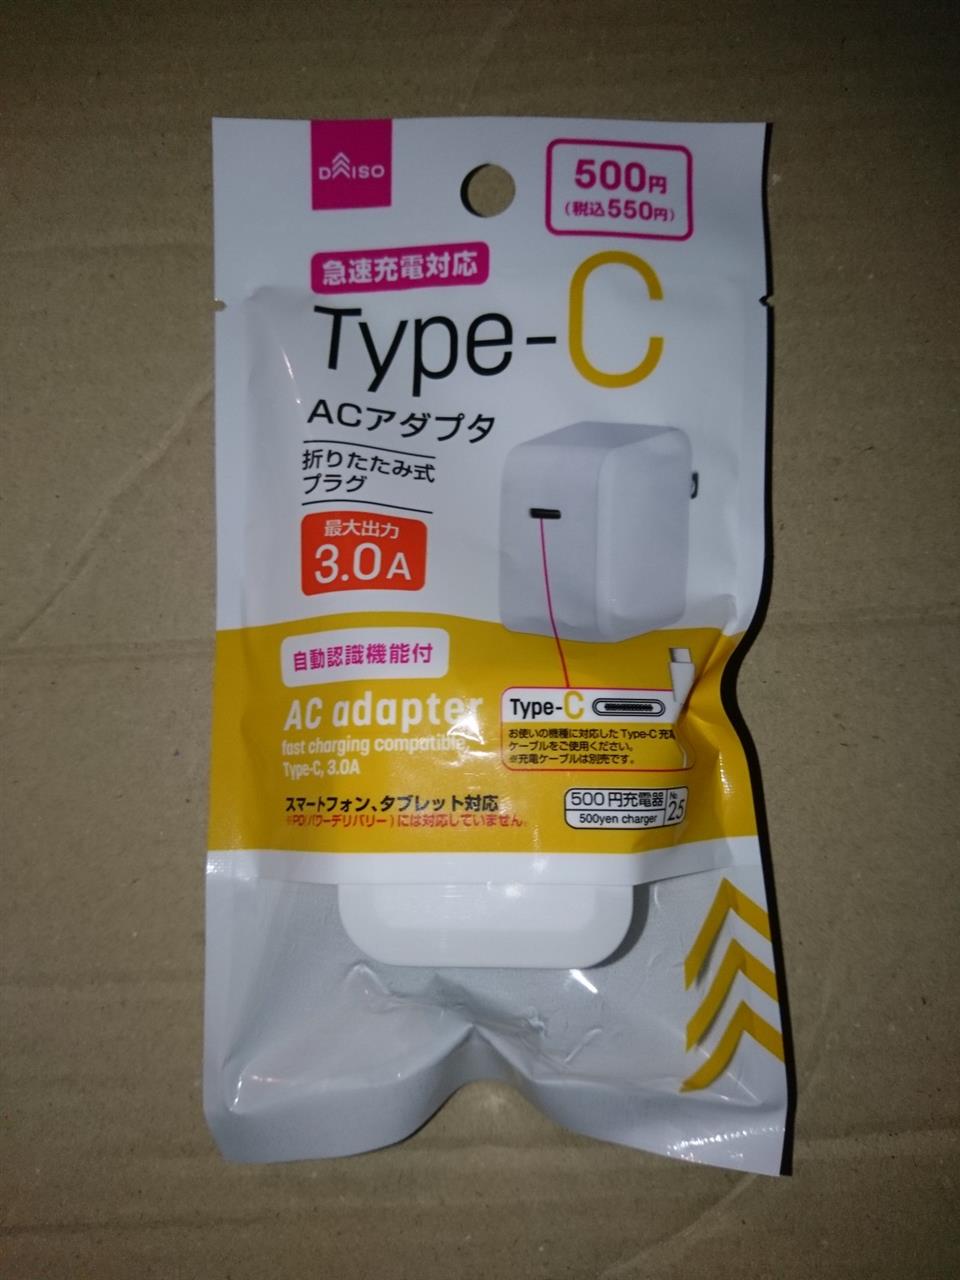 DAISO
500円
(税込550円)
急速充電対応
Type-C
ACアダプタ
折りたたみ式
プラグ
最大出力
3.0A
自動認識機能付
AC adapter
fast charging compatible,
Type-C, 3.0A
Type-C
お使いの機種に対応した Type-C 充電
ケーブルをご使用ください。
※充電ケーブルは別売です。
スマートフォン、タブレット対応
※PD(パワーデリバリー)には対応していません。
500円充電器
500yen charger
No.
25